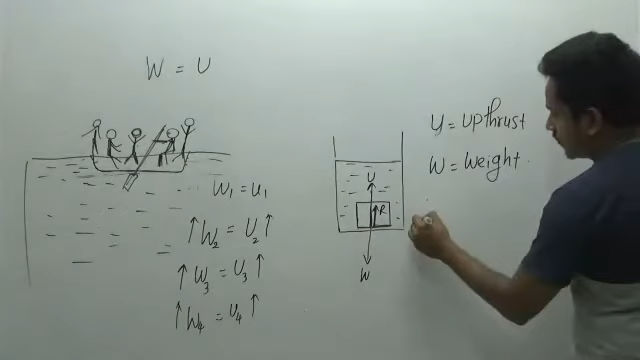 W = U
W₁ = U₁
↑W₂ = U₂↑
↑W₃ = U₃↑
↑W₄ = U₄↑
U
R
W
U = Upthrust
W = Weight